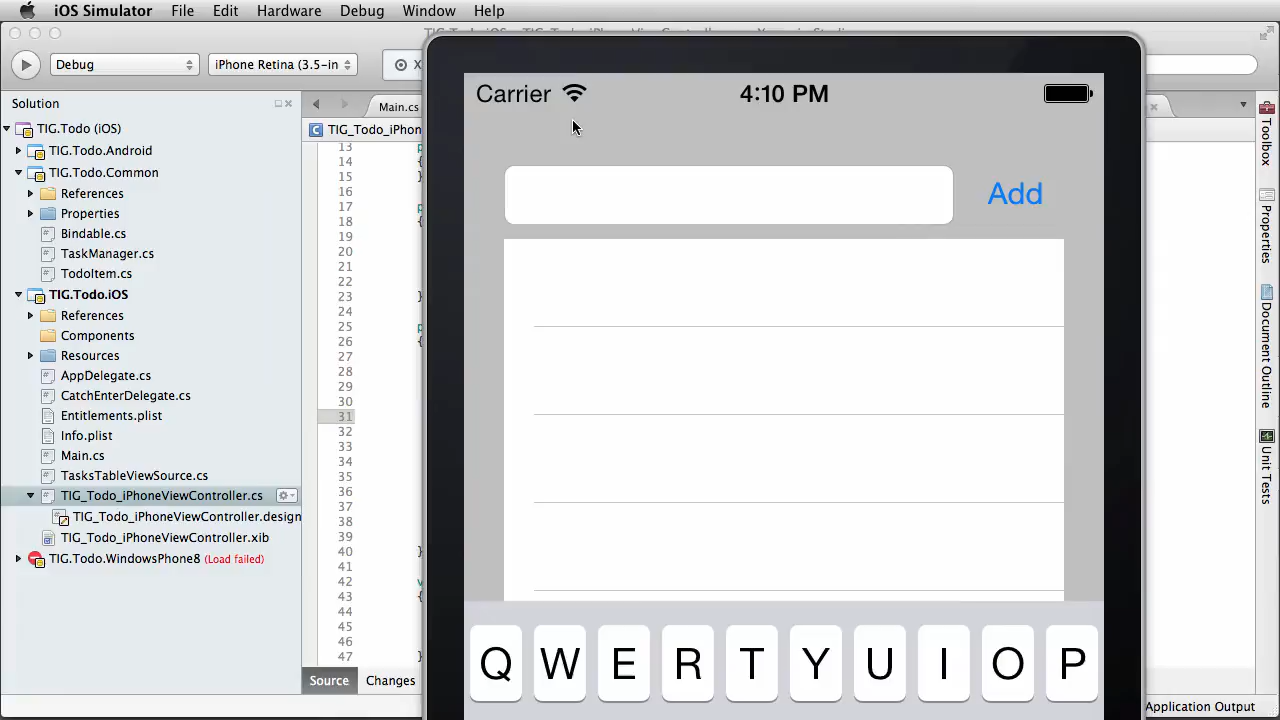 iOS Simulator File Edit Hardware Debug Window Help
Debug
iPhone Retina (3.5-in
X
Solution
Main.cs
TIG_Todo_iPhone
TIG.Todo (iOS)
TIG.Todo.Android
TIG.Todo.Common
References
Properties
Bindable.cs
TaskManager.cs
TodoItem.cs
TIG.Todo.iOS
References
Components
Resources
AppDelegate.cs
CatchEnterDelegate.cs
Entitlements.plist
Info.plist
Main.cs
TasksTableViewSource.cs
TIG_Todo_iPhoneViewController.cs
TIG_Todo_iPhoneViewController.design
TIG_Todo_iPhoneViewController.xib
TIG.Todo.WindowsPhone8 (Load failed)
13 p
14 {
15 }
16
17 p
18 {
19
20
21
22
23 }
24
25 p
26 {
27
28
29
30
31
32
33
34
35
36
37
38
39
40 }
41
42 v
43 {
44
45
46
47 }
Source Changes
Carrier 4:10 PM
Add
Q W E R T Y U I O P
Toolbox
Properties
Document Outline
Unit Tests
Application Output